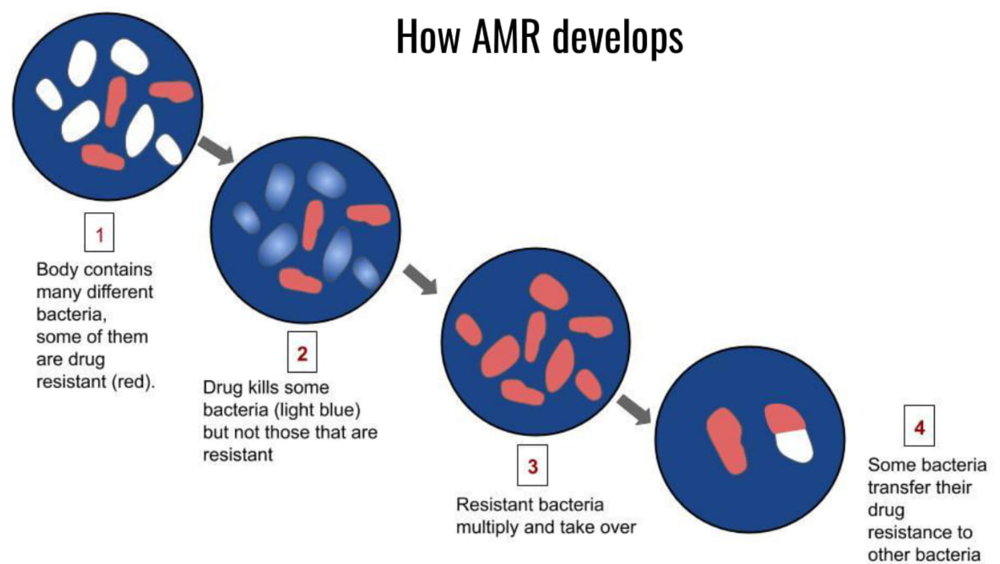 How AMR develops
1
Body contains
many different
bacteria,
some of them
are drug
resistant (red).
2
Drug kills some
bacteria (light blue)
but not those that are
resistant
3
Resistant bacteria
multiply and take over
4
Some bacteria
transfer their
drug
resistance to
other bacteria